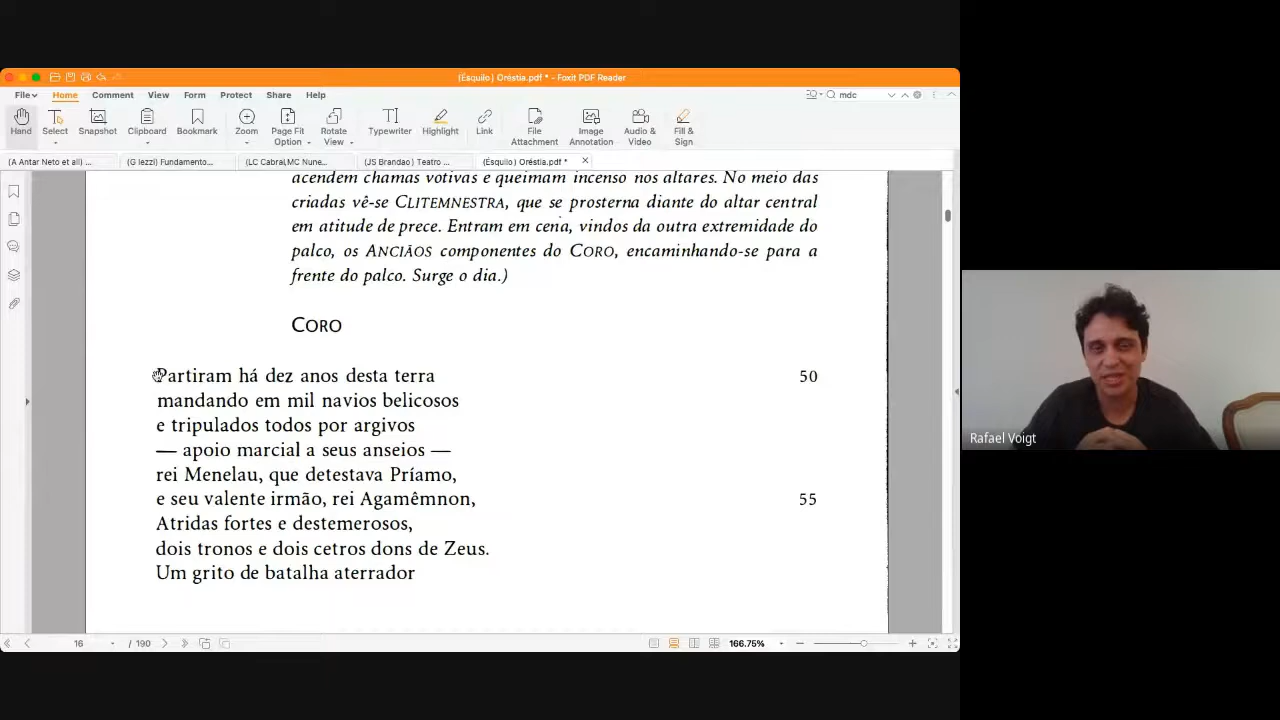 (Ésquilo) Oréstia.pdf * - Foxit PDF Reader
File Home Comment View Form Protect Share Help
mdc
Hand
Select
Snapshot
Clipboard
Bookmark
Zoom
Page Fit Option
Rotate View
Typewriter
Highlight
Link
File Attachment
Image Annotation
Audio & Video
Fill & Sign
(A Antar Neto et all) ...
(G Iezzi) Fundamento...
(LC Cabral,MC Nune...
(JS Brandao) Teatro ...
(Ésquilo) Oréstia.pdf *
acendem chamas votivas e queimam incenso nos altares. No meio das
criadas vê-se CLITEMNESTRA, que se prosterna diante do altar central
em atitude de prece. Entram em cena, vindos da outra extremidade do
palco, os ANCIÃOS componentes do CORO, encaminhando-se para a
frente do palco. Surge o dia.)
CORO
Partiram há dez anos desta terra 50
mandando em mil navios belicosos
e tripulados todos por argivos
— apoio marcial a seus anseios —
rei Menelau, que detestava Príamo,
e seu valente irmão, rei Agamêmnon, 55
Atridas fortes e destemerosos,
dois tronos e dois cetros dons de Zeus.
Um grito de batalha aterrador
16 / 190
166.75%
Rafael Voigt